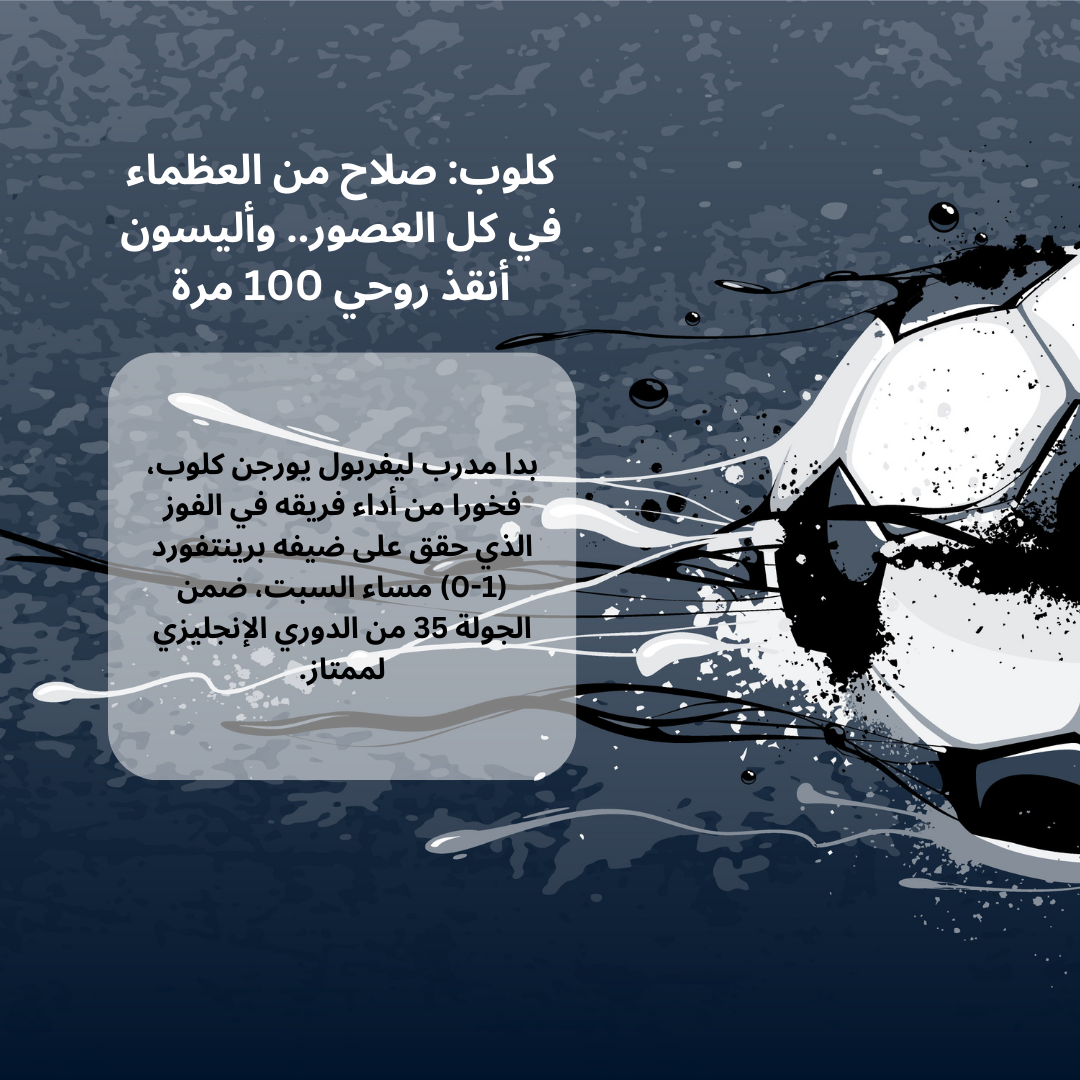 كلوب: صلاح من العظماء
في كل العصور.. وأليسون
أنقذ روحي 100 مرة
بدا مدرب ليفربول يورجن كلوب،
فخورا من أداء فريقه في الفوز
الذي حقق على ضيفه برينتفورد
(1-0) مساء السبت، ضمن
الجولة 35 من الدوري الإنجليزي
لممتاز.